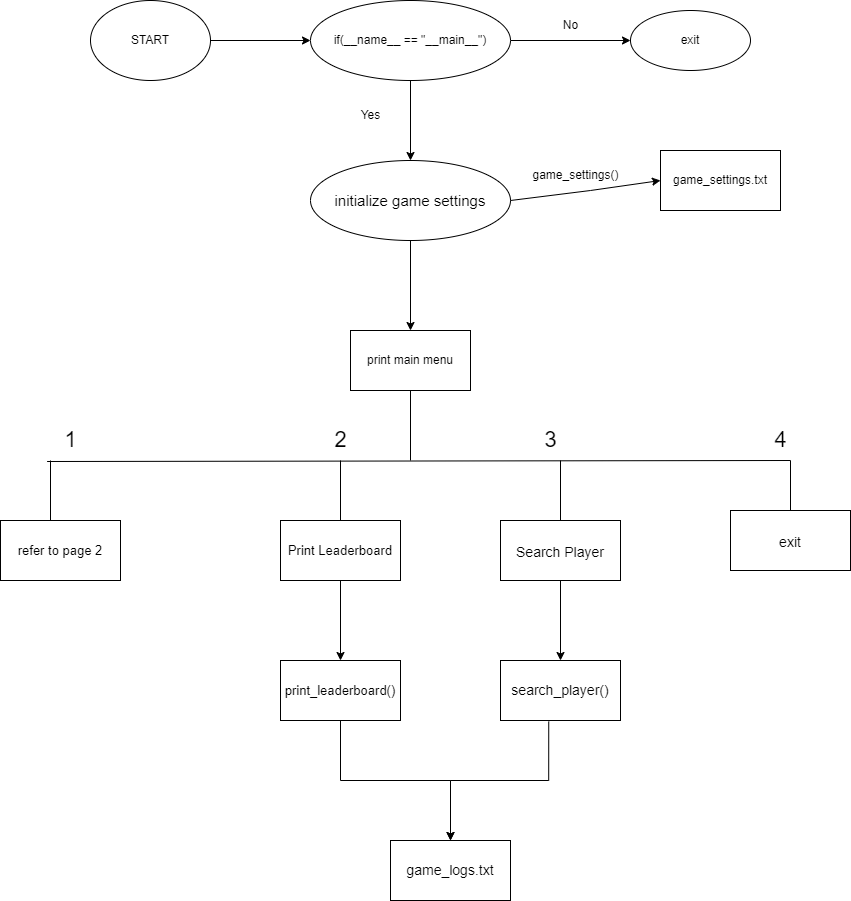 START
if(__name__ == "__main__")
No
exit
Yes
initialize game settings
game_settings()
game_settings.txt
print main menu
1
2
3
4
refer to page 2
Print Leaderboard
Search Player
exit
print_leaderboard()
search_player()
game_logs.txt